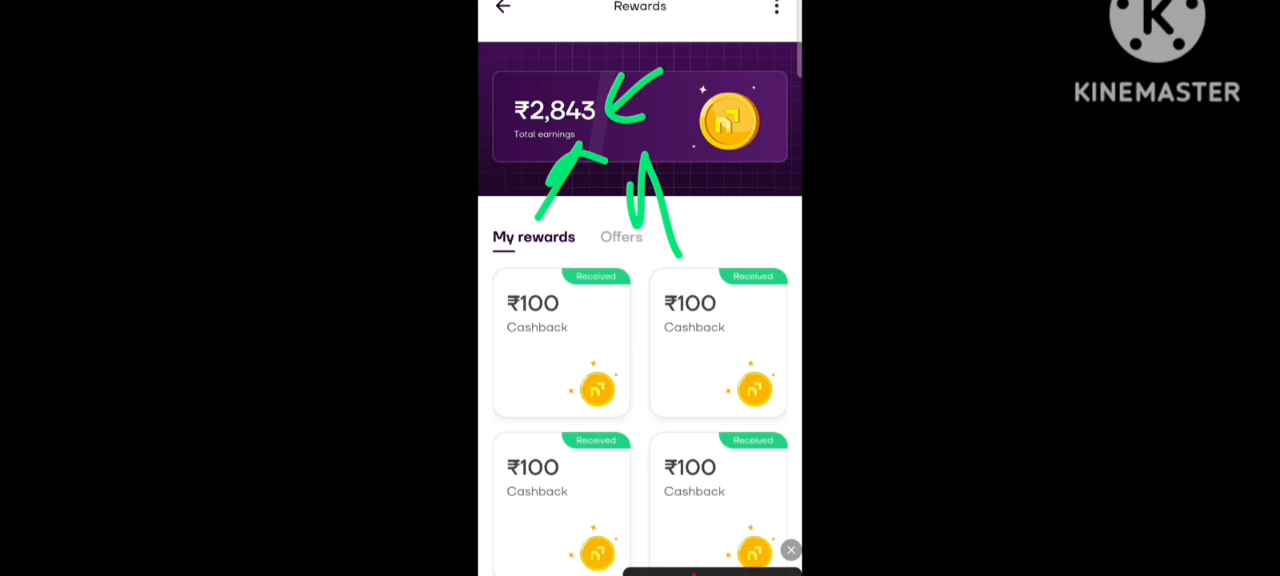 Rewards
KINEMASTER
₹2,843
Total earnings
My rewards
Offers
Received
₹100
Cashback
Received
₹100
Cashback
Received
₹100
Cashback
Received
₹100
Cashback